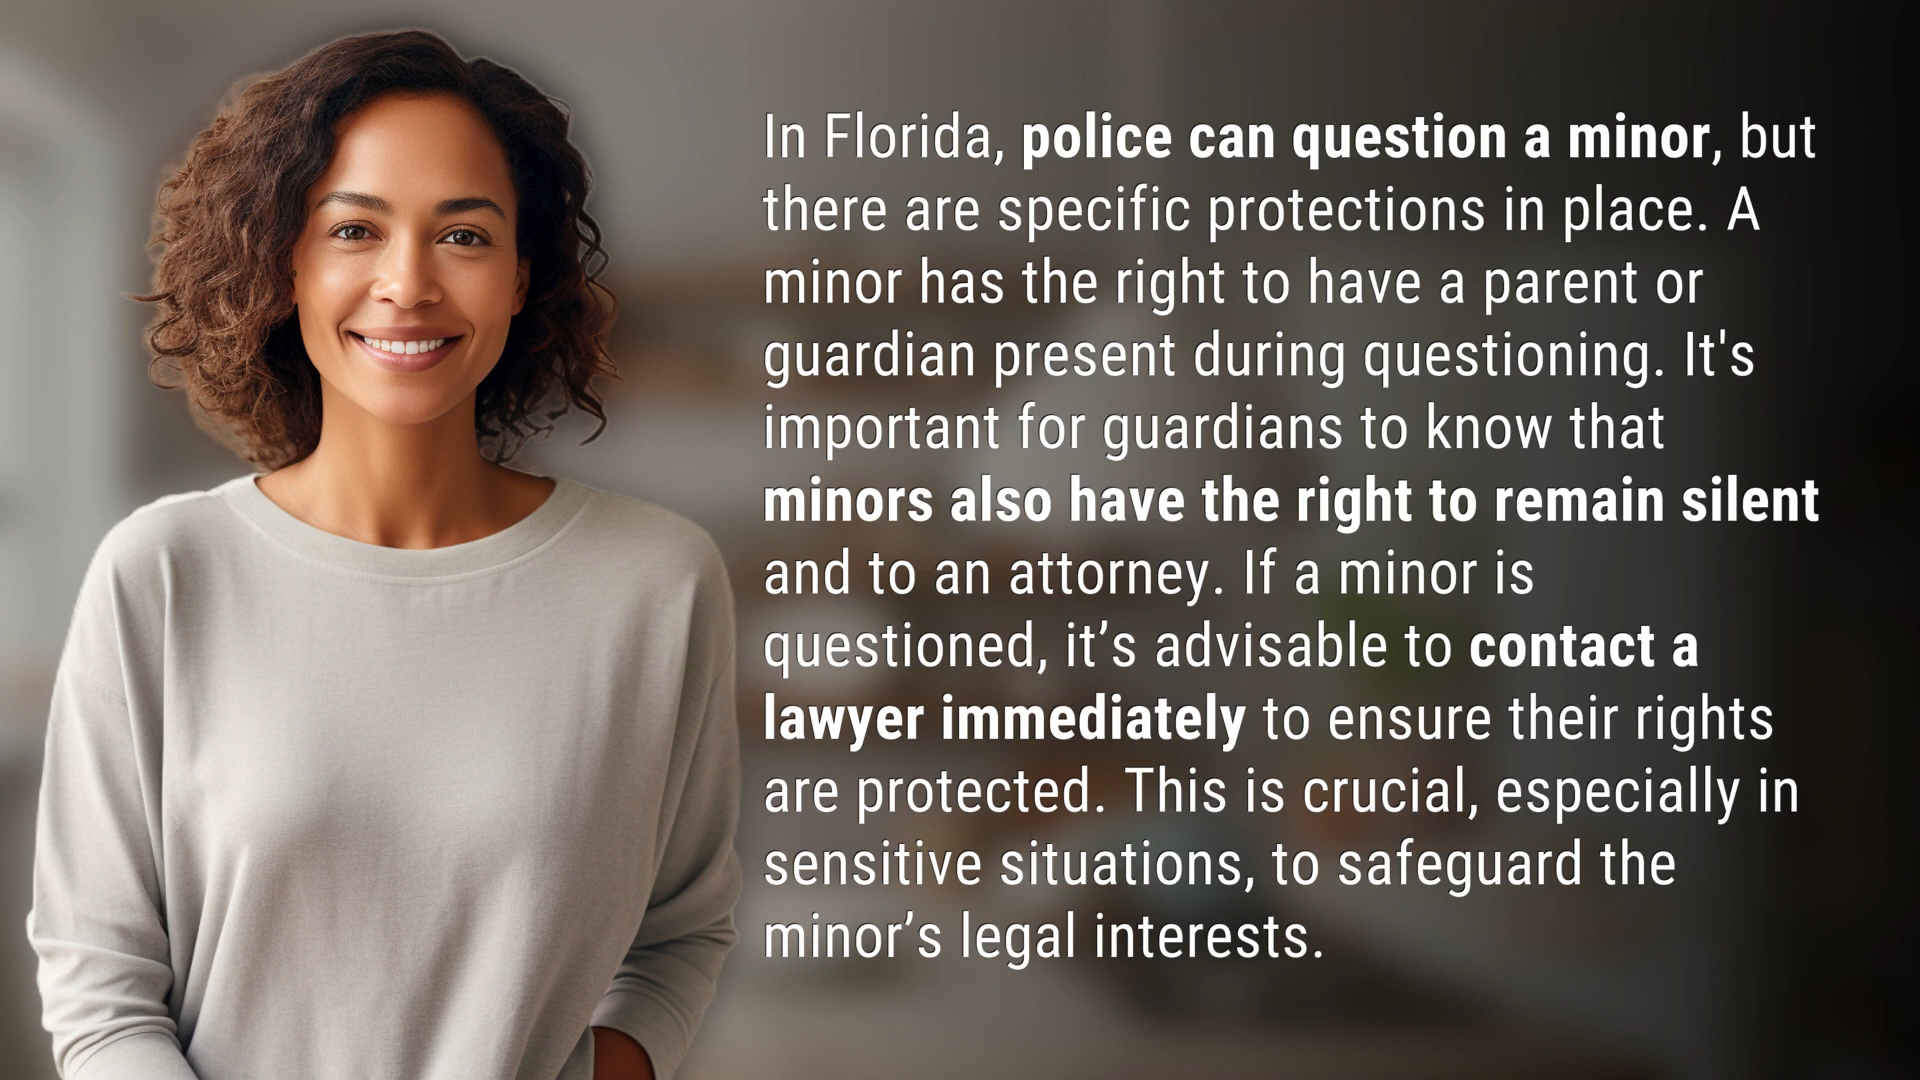 In Florida, police can question a minor, but
there are specific protections in place. A
minor has the right to have a parent or
guardian present during questioning. It's
important for guardians to know that
minors also have the right to remain silent
and to an attorney. If a minor is
questioned, it’s advisable to contact a
lawyer immediately to ensure their rights
are protected. This is crucial, especially in
sensitive situations, to safeguard the
minor’s legal interests.